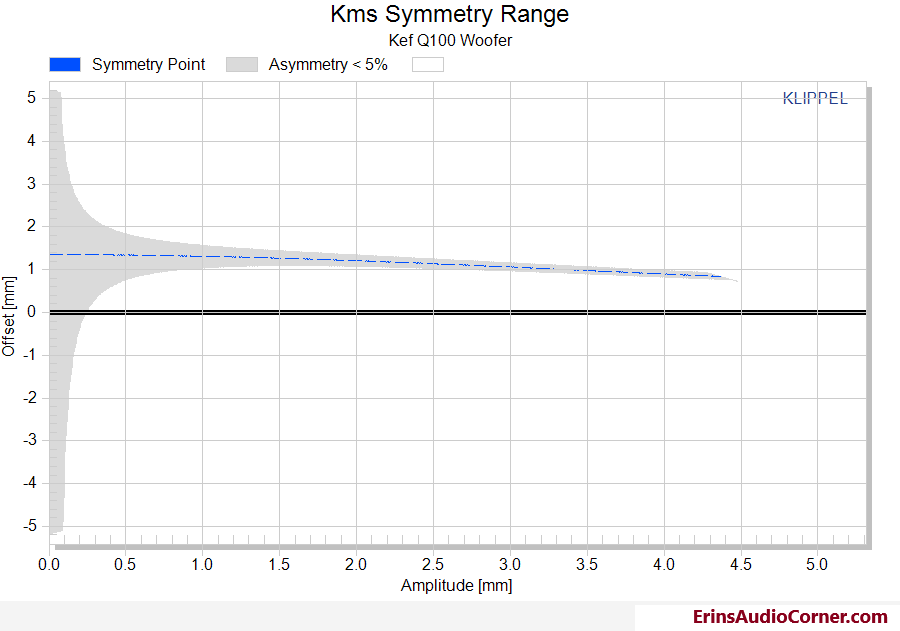 Kms Symmetry Range
Kef Q100 Woofer
Symmetry Point Asymmetry < 5%
KLIPPEL
5
4
3
2
1
0
-1
-2
-3
-4
-5
Offset [mm]
0.0 0.5 1.0 1.5 2.0 2.5 3.0 3.5 4.0 4.5 5.0
Amplitude [mm]
ErinsAudioCorner.com